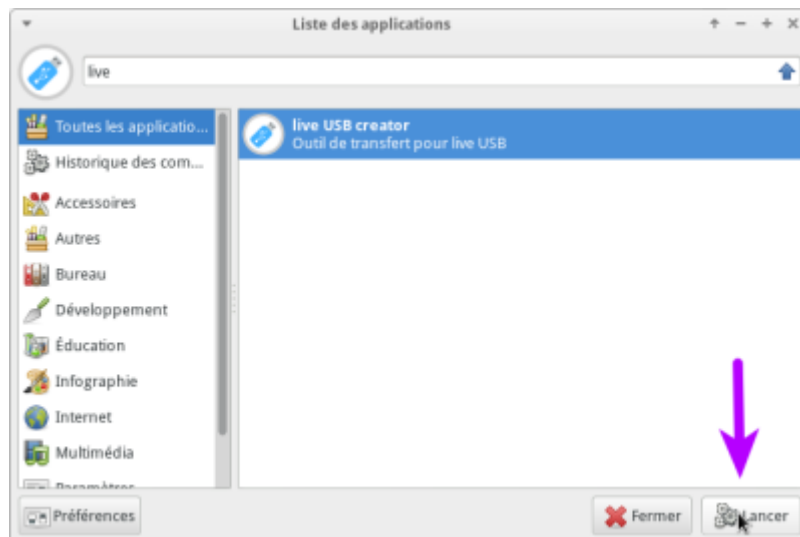 Liste des applications
live
Toutes les applicatio...
Historique des com...
Accessoires
Autres
Bureau
Développement
Éducation
Infographie
Internet
Multimédia
Paramètres
live USB creator
Outil de transfert pour live USB
Préférences
Fermer
Lancer